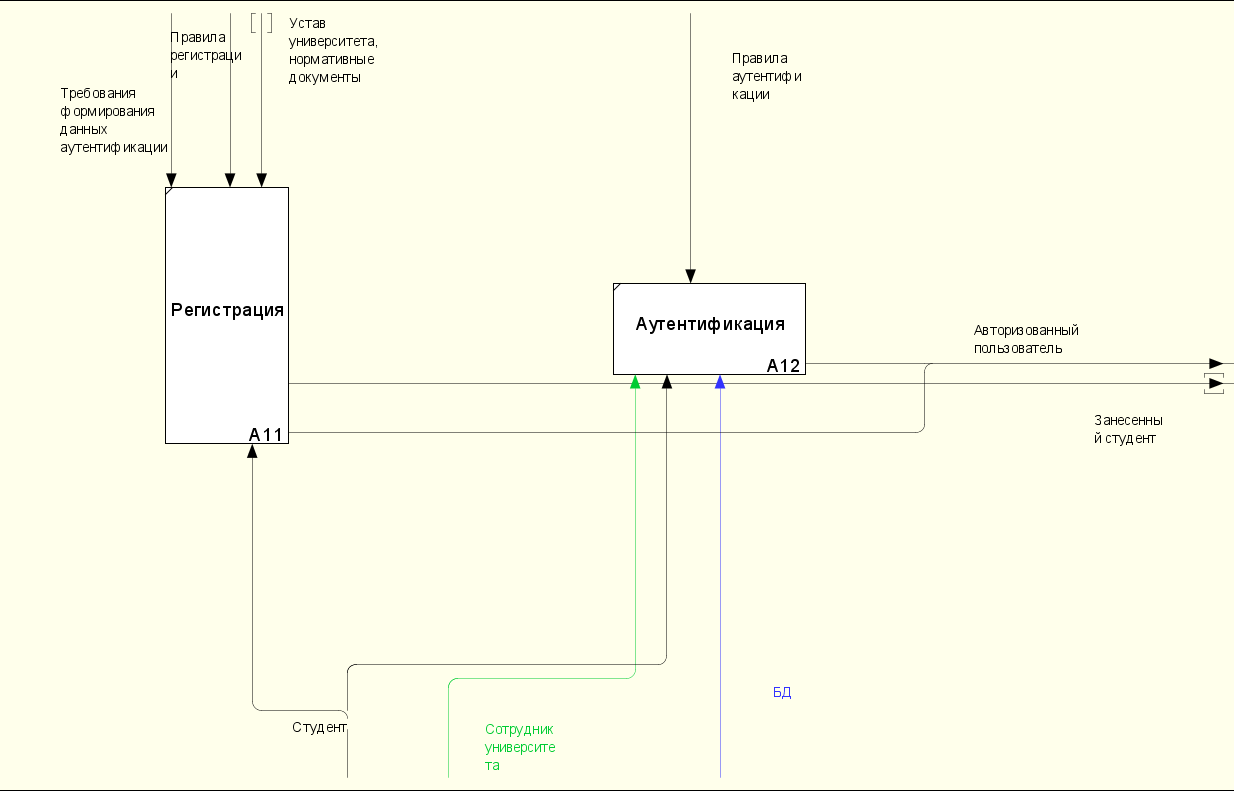 Устав
университета,
нормативные
документы
Правила
регистраци
и
Требования
формирования
данных
аутентификации
Правила
аутентифи
кации
Регистрация
A11
Аутентификация
A12
Авторизованный
пользователь
Занесенны
й студент
Студент
Сотрудник
университе
та
БД